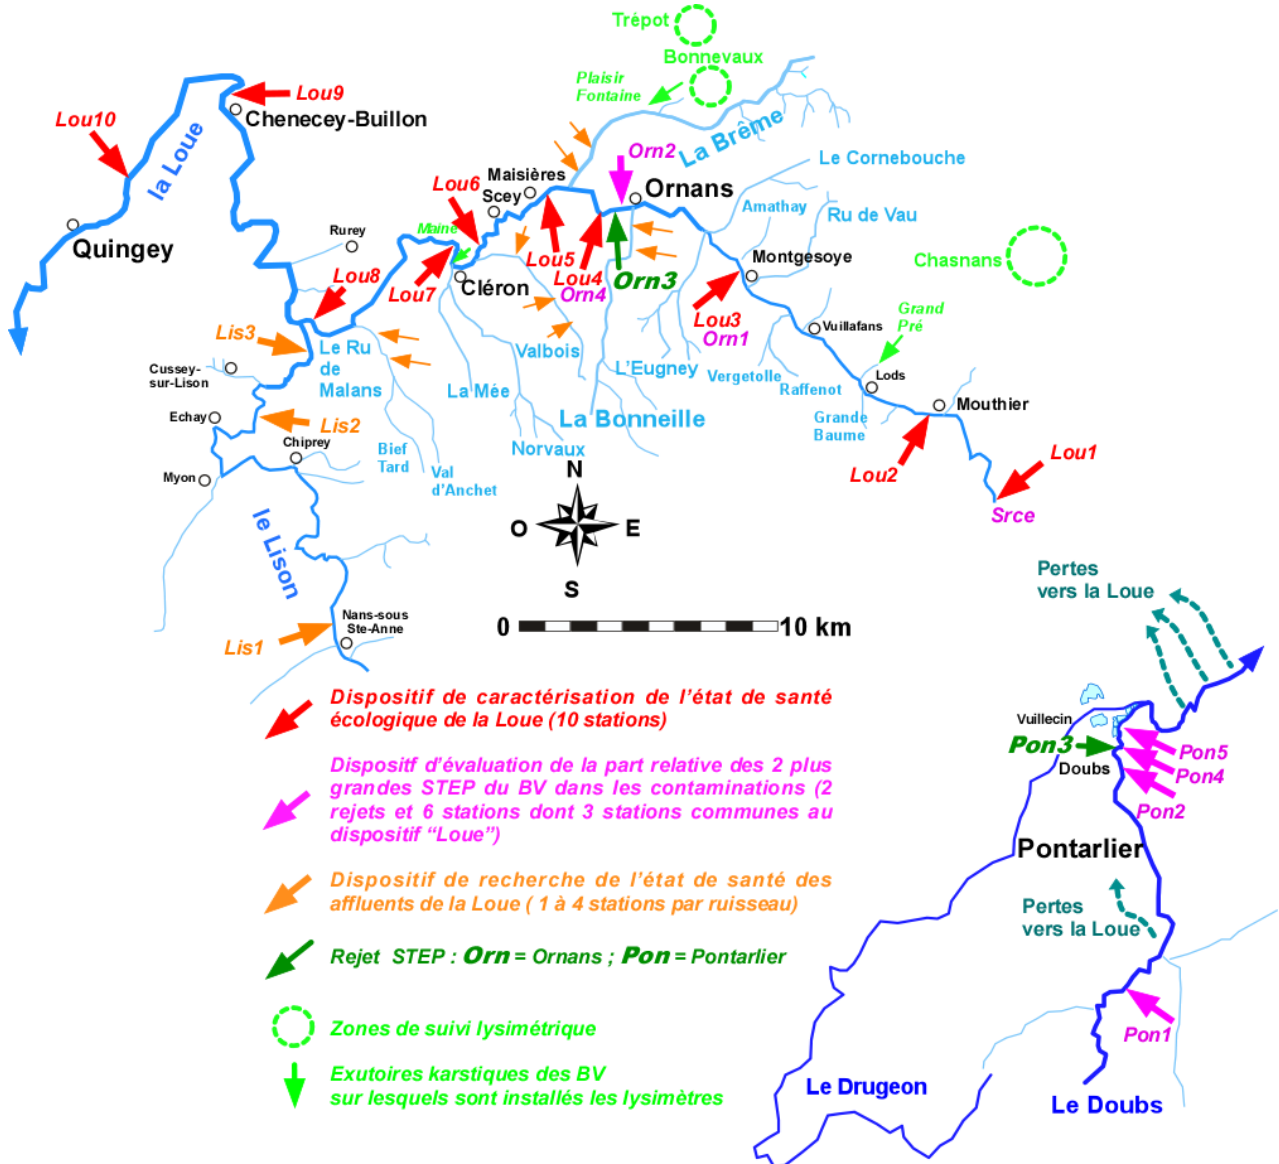 Trépot
Bonnevaux
Plaisir
Fontaine
Lou9
Chenecey-Buillon
Lou10
la Loue
La Brême
Le Cornebouche
Orn2
Maisières
Lou6
Scey
Ornans
Amathay
Ru de Vau
Quingey
Rurey
Maine
Montgesoye
Chasnans
Lou5
Lou8
Lou4
Orn3
Cléron
Lou7
Orn4
Lou3
Orn1
Grand
Pré
Vuillafans
Lis3
Le Ru
de
Malans
Valbois
L'Eugney
Vergetolle
Raffenot
Lods
Cussey-
sur-Lison
La Mée
La Bonneille
Grande
Baume
Mouthier
Echay
Lis2
Chiprey
Bief
Tard
Norvaux
Val
d'Anchet
Lou2
Lou1
Myon
Srce
N
O
E
S
le Lison
Pertes
vers la Loue
0
10 km
Nans-sous
Ste-Anne
Lis1
Dispositif de caractérisation de l'état de santé
écologique de la Loue (10 stations)
Dispositf d'évaluation de la part relative des 2 plus
grandes STEP du BV dans les contaminations (2
rejets et 6 stations dont 3 stations communes au
dispositif “Loue”)
Dispositif de recherche de l'état de santé des
affluents de la Loue ( 1 à 4 stations par ruisseau)
Rejet STEP : Orn = Ornans ; Pon = Pontarlier
Zones de suivi lysimétrique
Exutoires karstiques des BV
sur lesquels sont installés les lysimètres
Vuillecin
Pon3
Doubs
Pon5
Pon4
Pon2
Pontarlier
Pertes
vers la Loue
Pon1
Le Drugeon
Le Doubs